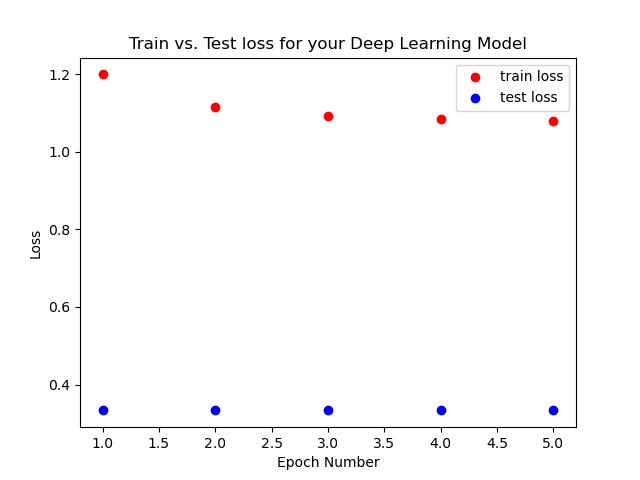 Train vs. Test loss for your Deep Learning Model
train loss
test loss
1.2
1.0
0.8
0.6
0.4
Loss
1.0 1.5 2.0 2.5 3.0 3.5 4.0 4.5 5.0
Epoch Number